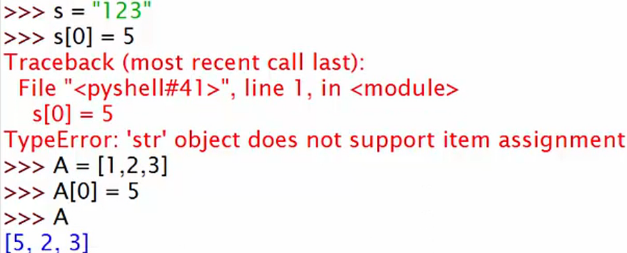 >>> s = "123"
>>> s[0] = 5
Traceback (most recent call last):
  File "<pyshell#41>", line 1, in <module>
    s[0] = 5
TypeError: 'str' object does not support item assignment
>>> A = [1,2,3]
>>> A[0] = 5
>>> A
[5, 2, 3]